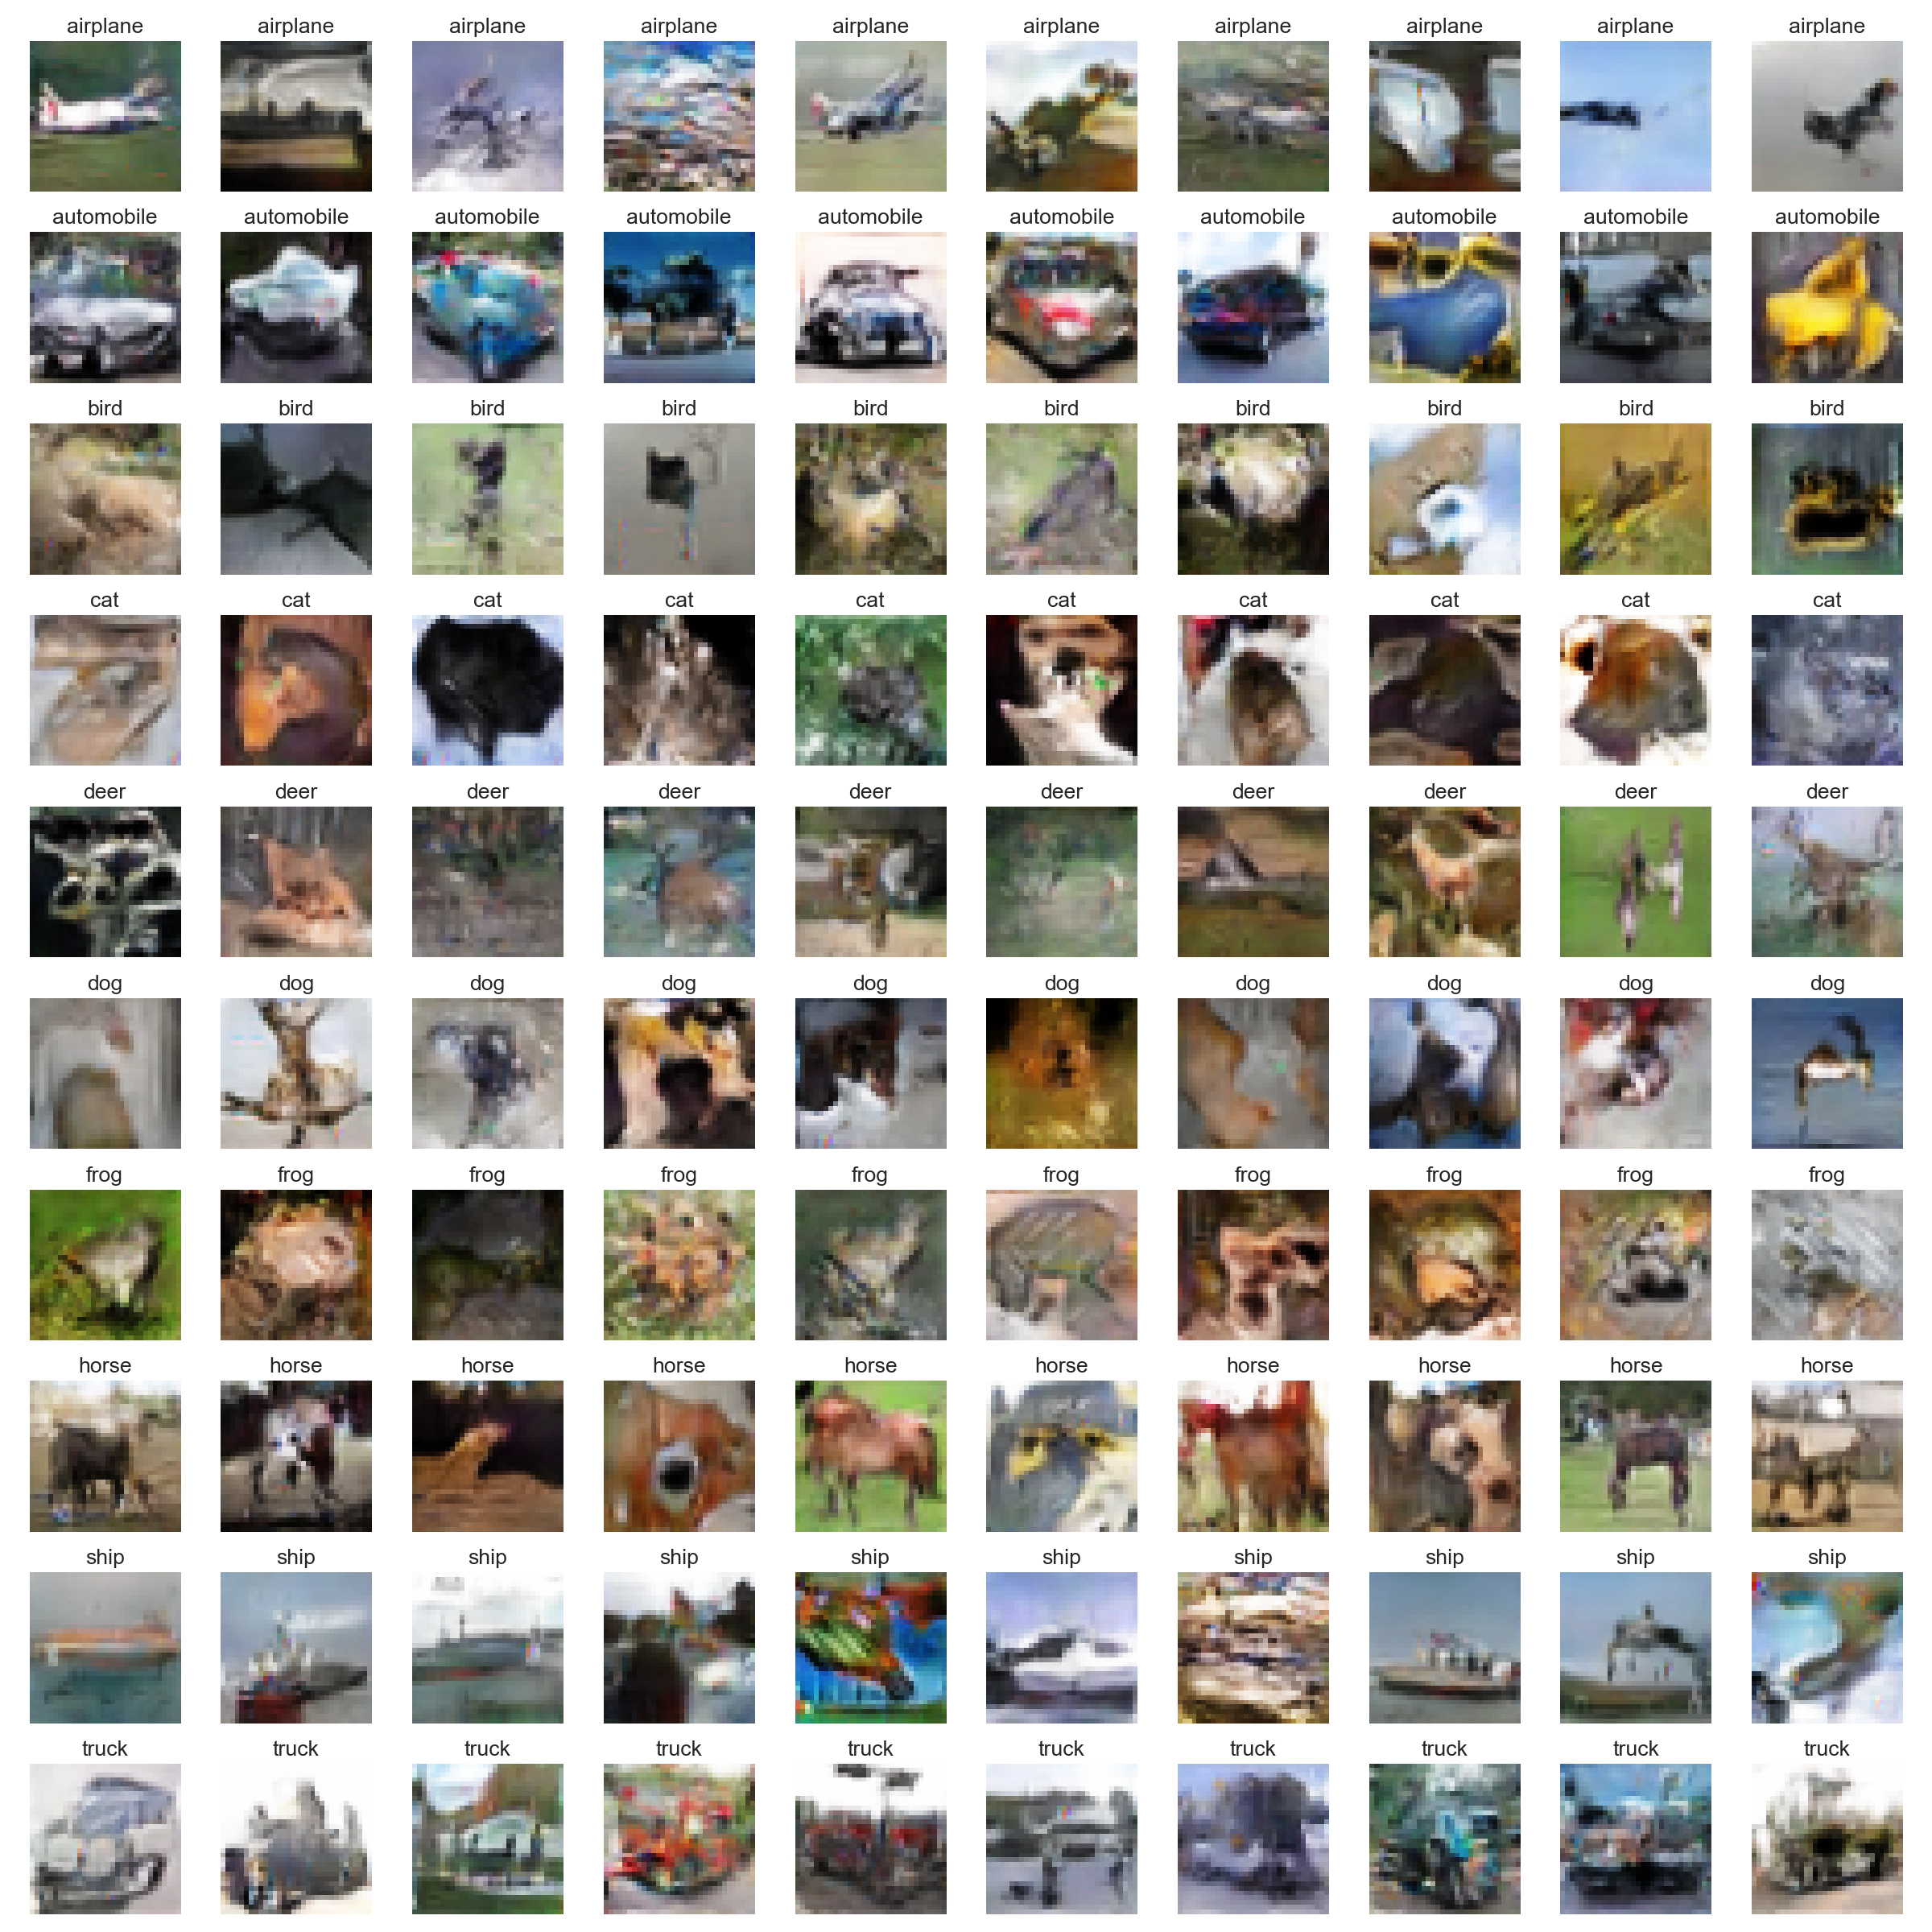 airplane airplane airplane airplane airplane airplane airplane airplane airplane airplane
automobile automobile automobile automobile automobile automobile automobile automobile automobile automobile
bird bird bird bird bird bird bird bird bird bird
cat cat cat cat cat cat cat cat cat cat
deer deer deer deer deer deer deer deer deer deer
dog dog dog dog dog dog dog dog dog dog
frog frog frog frog frog frog frog frog frog frog
horse horse horse horse horse horse horse horse horse horse
ship ship ship ship ship ship ship ship ship ship
truck truck truck truck truck truck truck truck truck truck